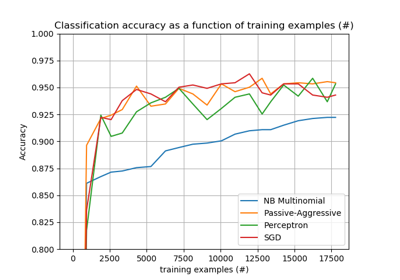 Classification accuracy as a function of training examples (#)
1.000
0.975
0.950
0.925
0.900
0.875
0.850
0.825
0.800
Accuracy
NB Multinomial
Passive-Aggressive
Perceptron
SGD
0 2500 5000 7500 10000 12500 15000 17500
training examples (#)